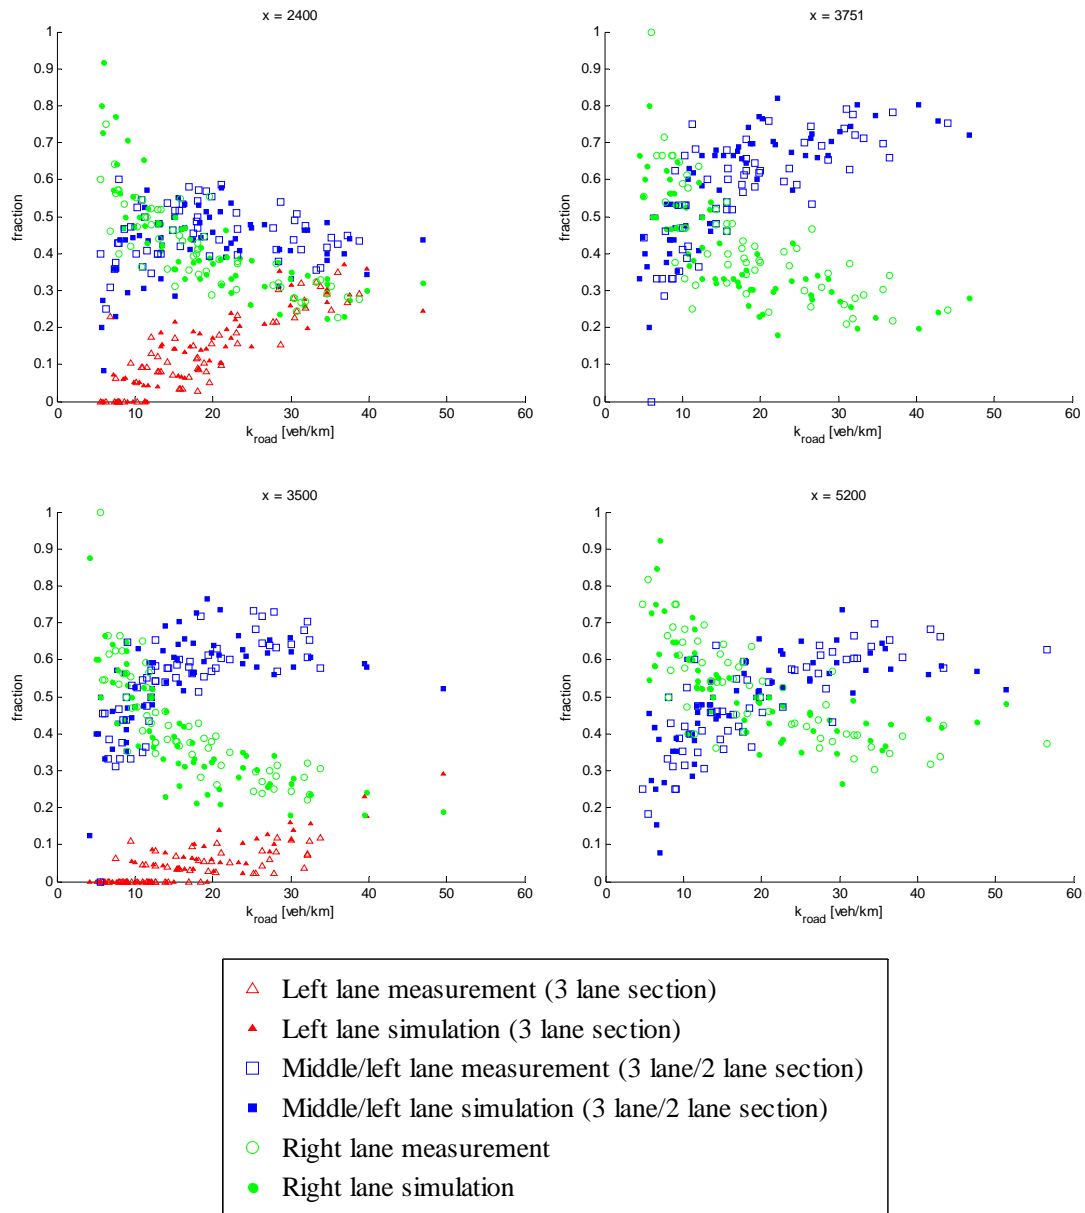 x = 2400
1
0.9
0.8
0.7
0.6
0.5
0.4
0.3
0.2
0.1
0
fraction
0 10 20 30 40 50
k_road [veh/km]
x = 3751
1
0.9
0.8
0.7
0.6
0.5
0.4
0.3
0.2
0.1
0
fraction
0 10 20 30 40 50 60
k_road [veh/km]
x = 3500
1
0.9
0.8
0.7
0.6
0.5
0.4
0.3
0.2
0.1
0
fraction
0 10 20 30 40 50 60
k_road [veh/km]
x = 5200
1
0.9
0.8
0.7
0.6
0.5
0.4
0.3
0.2
0.1
0
fraction
0 10 20 30 40 50 60
k_road [veh/km]
Left lane measurement (3 lane section)
Left lane simulation (3 lane section)
Middle/left lane measurement (3 lane/2 lane section)
Middle/left lane simulation (3 lane/2 lane section)
Right lane measurement
Right lane simulation